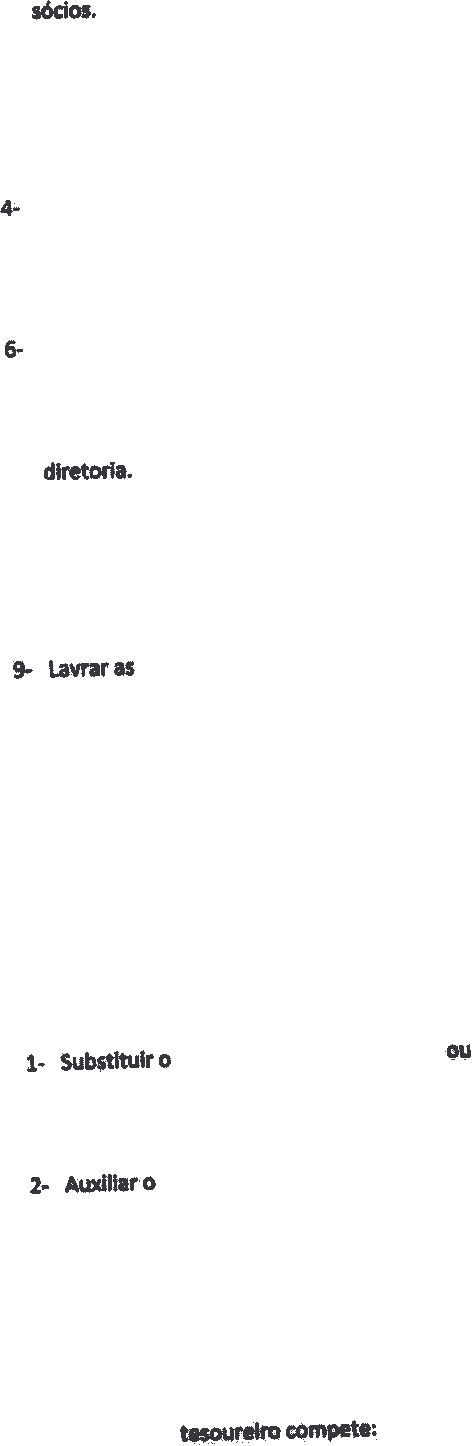 sócios.
4-
6-
diretoria.
9- Lavrar as
1- Substituir o ou
2- Auxiliar o
tesoureiro compete: